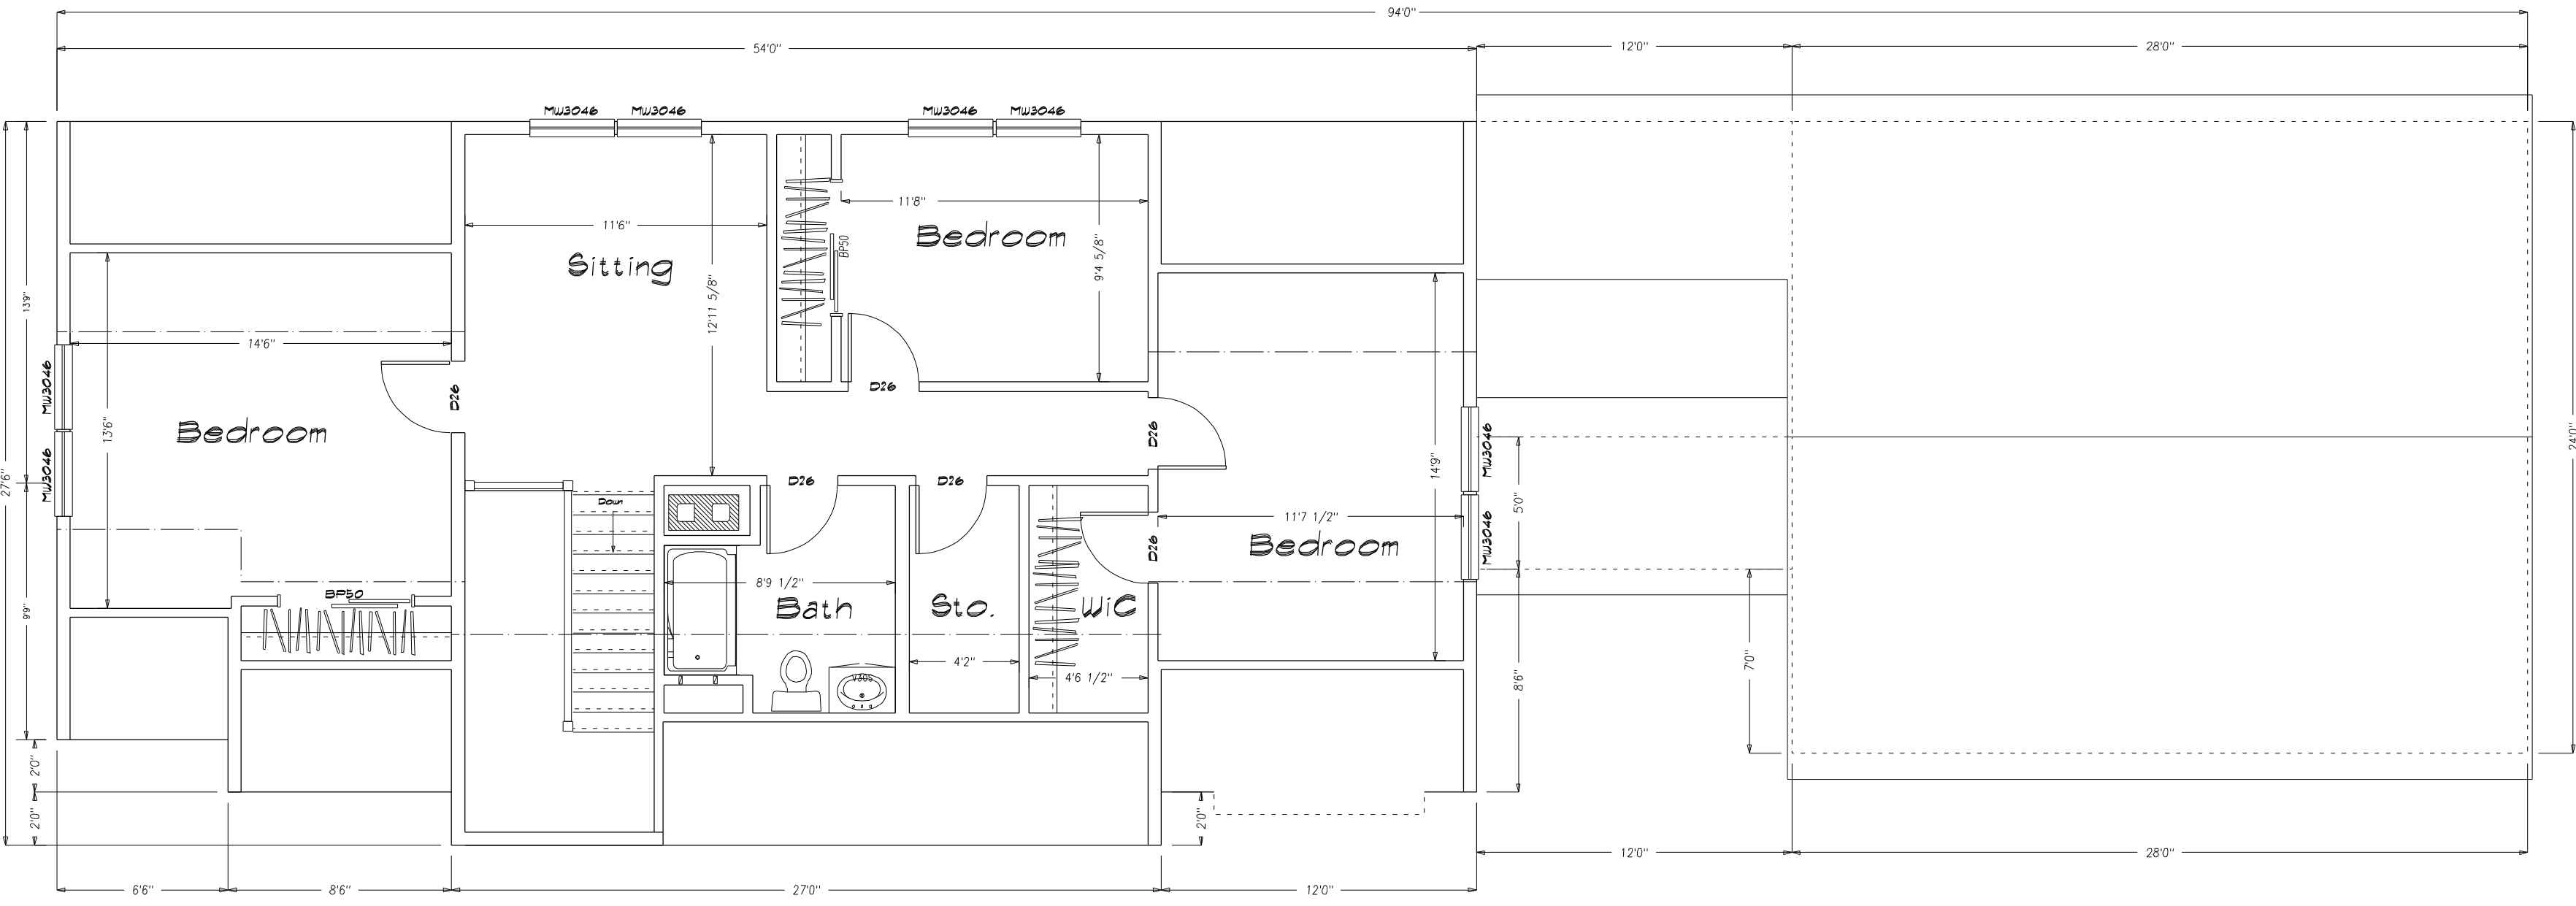 94'0"
54'0"
12'0"
28'0"
MW3046
MW3046
MW3046
MW3046
11'8"
11'6"
Bedroom
BP50
9'4 5/8"
Sitting
12'11 5/8"
13'9"
14'6"
MW3046
D26
D26
Bedroom
13'6"
D26
MW3046
24'0"
14'9"
MW3046
27'6"
D26
D26
Down
5'0"
11'7 1/2"
MW3046
Bedroom
D26
8'9 1/2"
BP50
Bath
Sto.
WiC
9'9"
4'2"
7'0"
4'6 1/2"
V30S
8'6"
2'0"
2'0"
2'0"
12'0"
28'0"
6'6"
8'6"
27'0"
12'0"